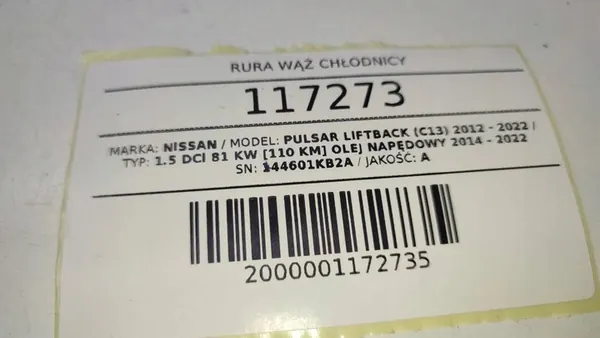 RURA WĄŻ CHŁODNICY
117273
MARKA: NISSAN / MODEL: PULSAR LIFTBACK (C13) 2012 - 2022 /
TYP: 1.5 DCI 81 KW [110 KM] OLEJ NAPĘDOWY 2014 - 2022
SN: 144601KB2A / JAKOŚĆ: A
2000001172735